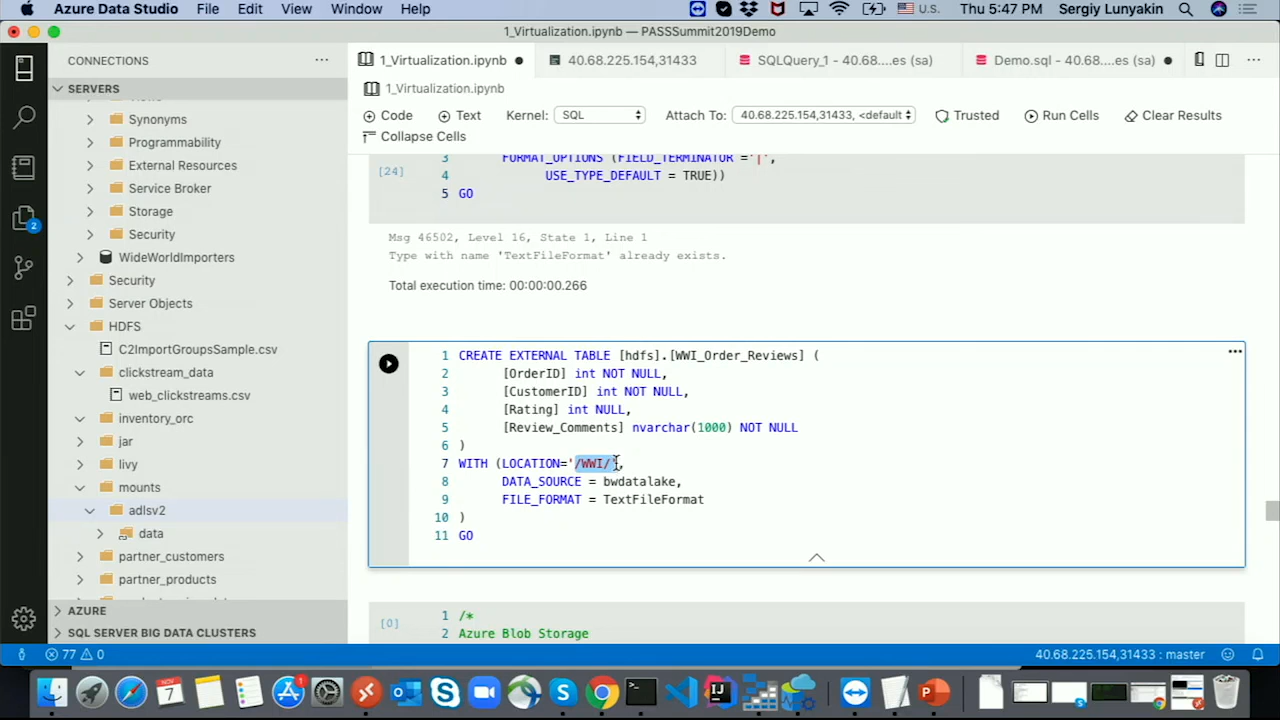 Azure Data Studio File Edit View Window Help
U.S. Thu 5:47 PM Sergiy Lunyakin
1_Virtualization.ipynb — PASSSummit2019Demo
CONNECTIONS
SERVERS
Synonyms
Programmability
External Resources
Service Broker
Storage
Security
WideWorldImporters
Security
Server Objects
HDFS
C2ImportGroupsSample.csv
clickstream_data
web_clickstreams.csv
inventory_orc
jar
livy
mounts
adlsv2
data
partner_customers
partner_products
AZURE
SQL SERVER BIG DATA CLUSTERS
2
1_Virtualization.ipynb
40.68.225.154,31433
SQLQuery_1 - 40.68....es (sa)
Demo.sql - 40.68....es (sa)
1_Virtualization.ipynb
Code Text Kernel: SQL Attach To: 40.68.225.154,31433, <default Trusted Run Cells Clear Results
Collapse Cells
3 FORMAT_OPTIONS (FIELD_TERMINATOR ='|',
[24]
4 USE_TYPE_DEFAULT = TRUE))
5 GO
Msg 46502, Level 16, State 1, Line 1
Type with name 'TextFileFormat' already exists.
Total execution time: 00:00:00.266
1 CREATE EXTERNAL TABLE [hdfs].[WWI_Order_Reviews] (
2 [OrderID] int NOT NULL,
3 [CustomerID] int NOT NULL,
4 [Rating] int NULL,
5 [Review_Comments] nvarchar(1000) NOT NULL
6 )
7 WITH (LOCATION='/WWI/',
8 DATA_SOURCE = bwdatalake,
9 FILE_FORMAT = TextFileFormat
10 )
11 GO
[0]
1 /*
2 Azure Blob Storage
77 0
40.68.225.154,31433 : master
NOV
7
1